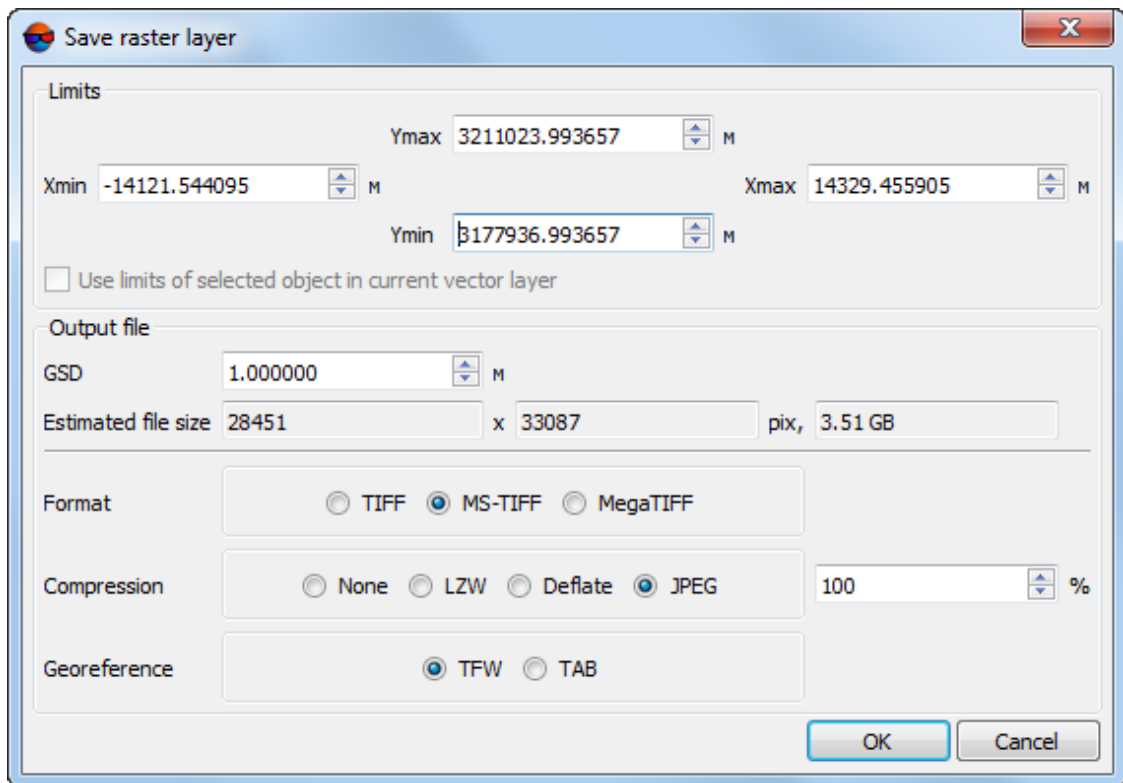 Save raster layer
Limits
Ymax 3211023.993657 м
Xmin -14121.544095 м Xmax 14329.455905 м
Ymin 3177936.993657 м
Use limits of selected object in current vector layer
Output file
GSD 1.000000 м
Estimated file size 28451 x 33087 pix, 3.51 GB
Format TIFF MS-TIFF MegaTIFF
Compression None LZW Deflate JPEG 100 %
Georeference TFW TAB
OK Cancel